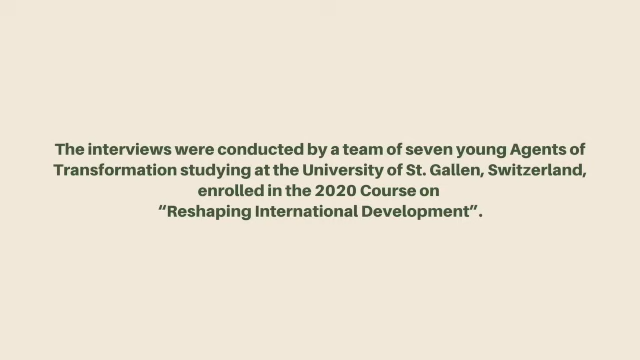 The interviews were conducted by a team of seven young Agents of
Transformation studying at the University of St. Gallen, Switzerland,
enrolled in the 2020 Course on
“Reshaping International Development”.